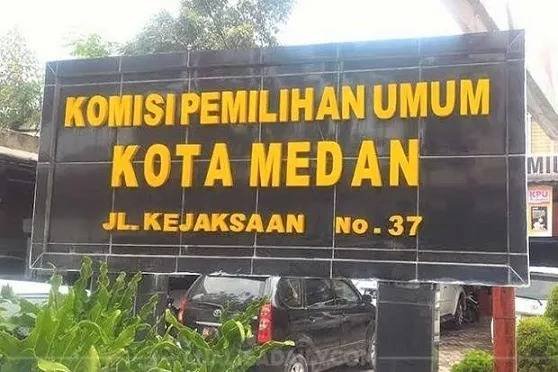 KOMISI PEMILIHAN UMUM
KOTA MEDAN
JL. KEJAKSAAN No. 37
KPU